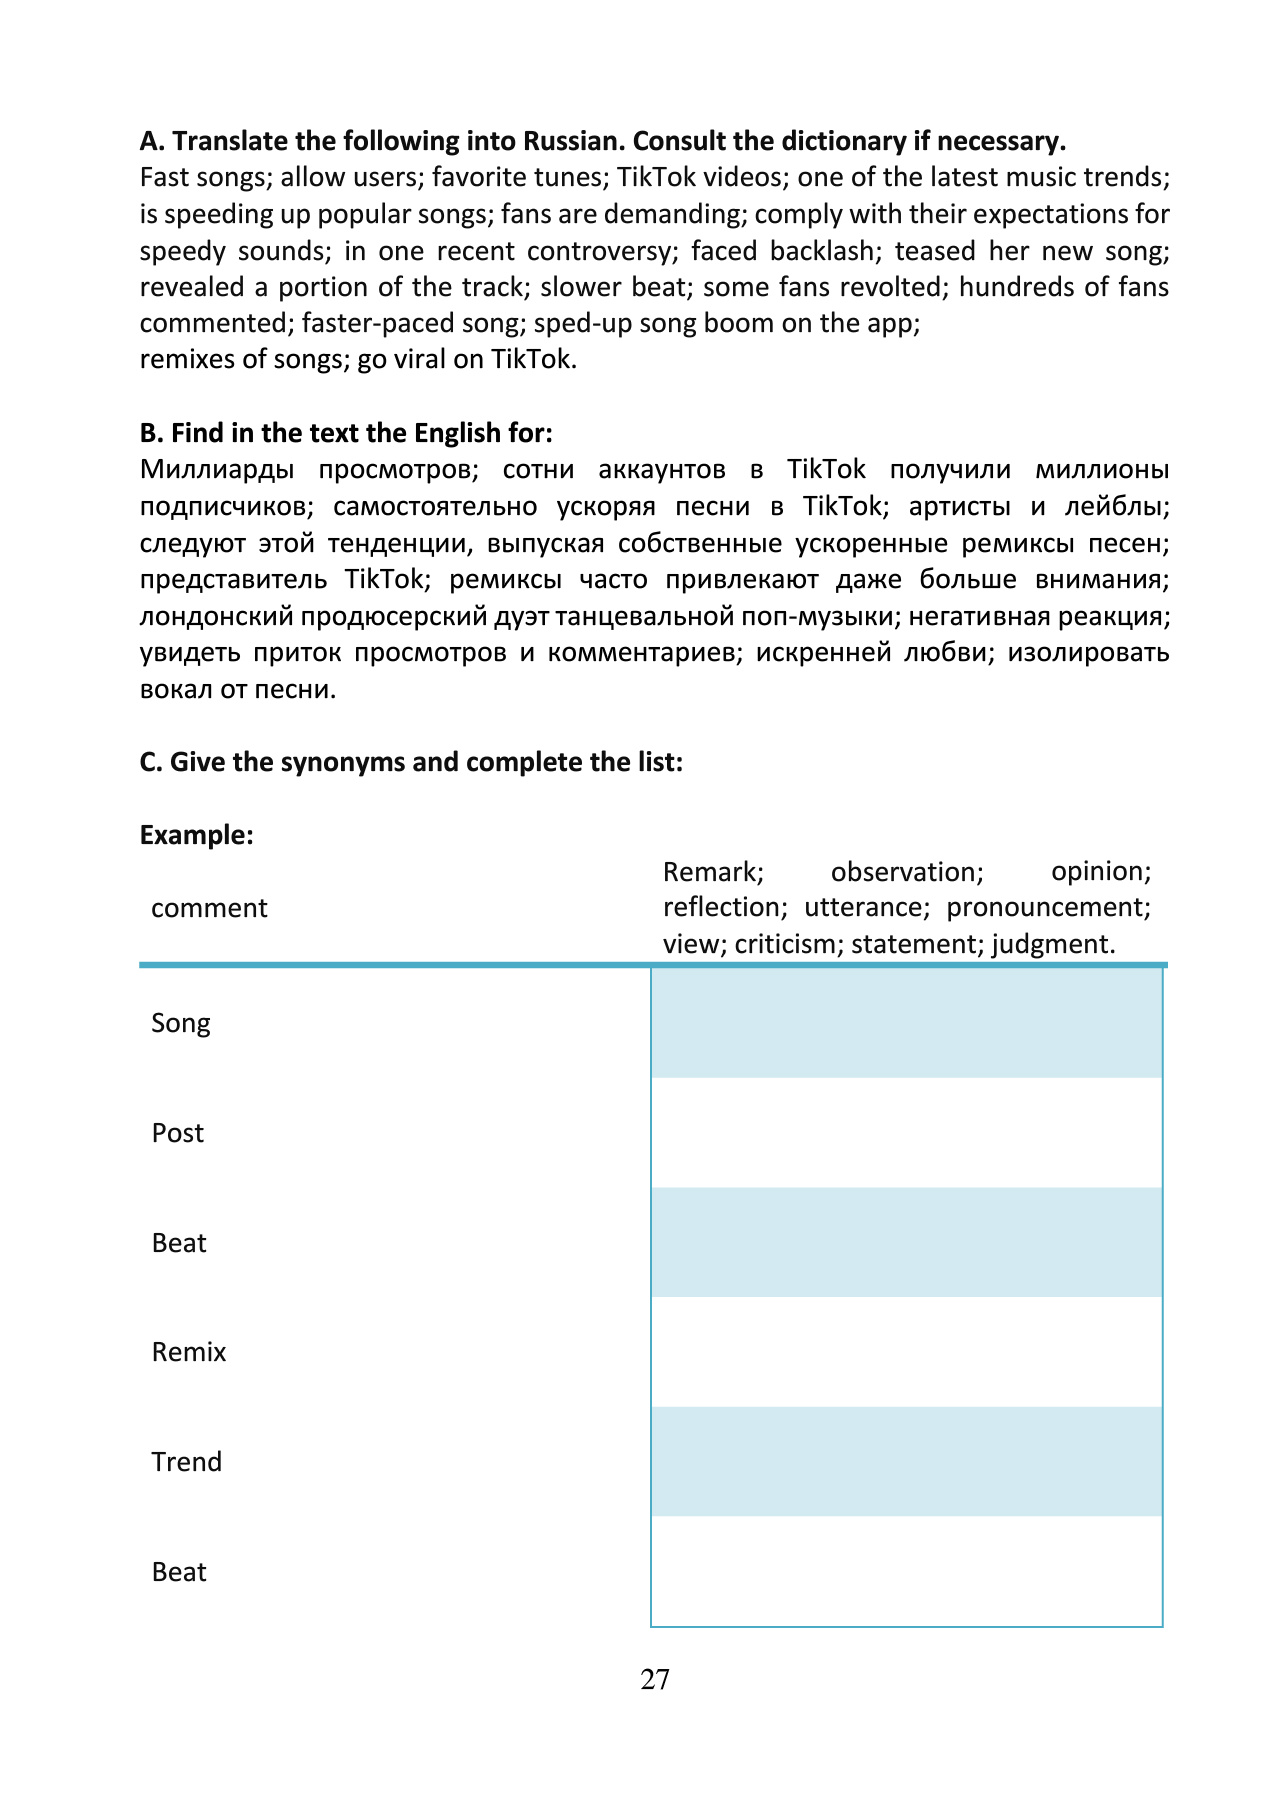 A. Translate the following into Russian. Consult the dictionary if necessary.
Fast songs; allow users; favorite tunes; TikTok videos; one of the latest music trends;
is speeding up popular songs; fans are demanding; comply with their expectations for
speedy sounds; in one recent controversy; faced backlash; teased her new song;
revealed a portion of the track; slower beat; some fans revolted; hundreds of fans
commented; faster-paced song; sped-up song boom on the app;
remixes of songs; go viral on TikTok.
B. Find in the text the English for:
Миллиарды просмотров; сотни аккаунтов в TikTok получили миллионы
подписчиков; самостоятельно ускоряя песни в TikTok; артисты и лейблы;
следуют этой тенденции, выпуская собственные ускоренные ремиксы песен;
представитель TikTok; ремиксы часто привлекают даже больше внимания;
лондонский продюсерский дуэт танцевальной поп-музыки; негативная реакция;
увидеть приток просмотров и комментариев; искренней любви; изолировать
вокал от песни.
C. Give the synonyms and complete the list:
Example:
comment
Remark; observation; opinion;
reflection; utterance; pronouncement;
view; criticism; statement; judgment.
Song
Post
Beat
Remix
Trend
Beat
27